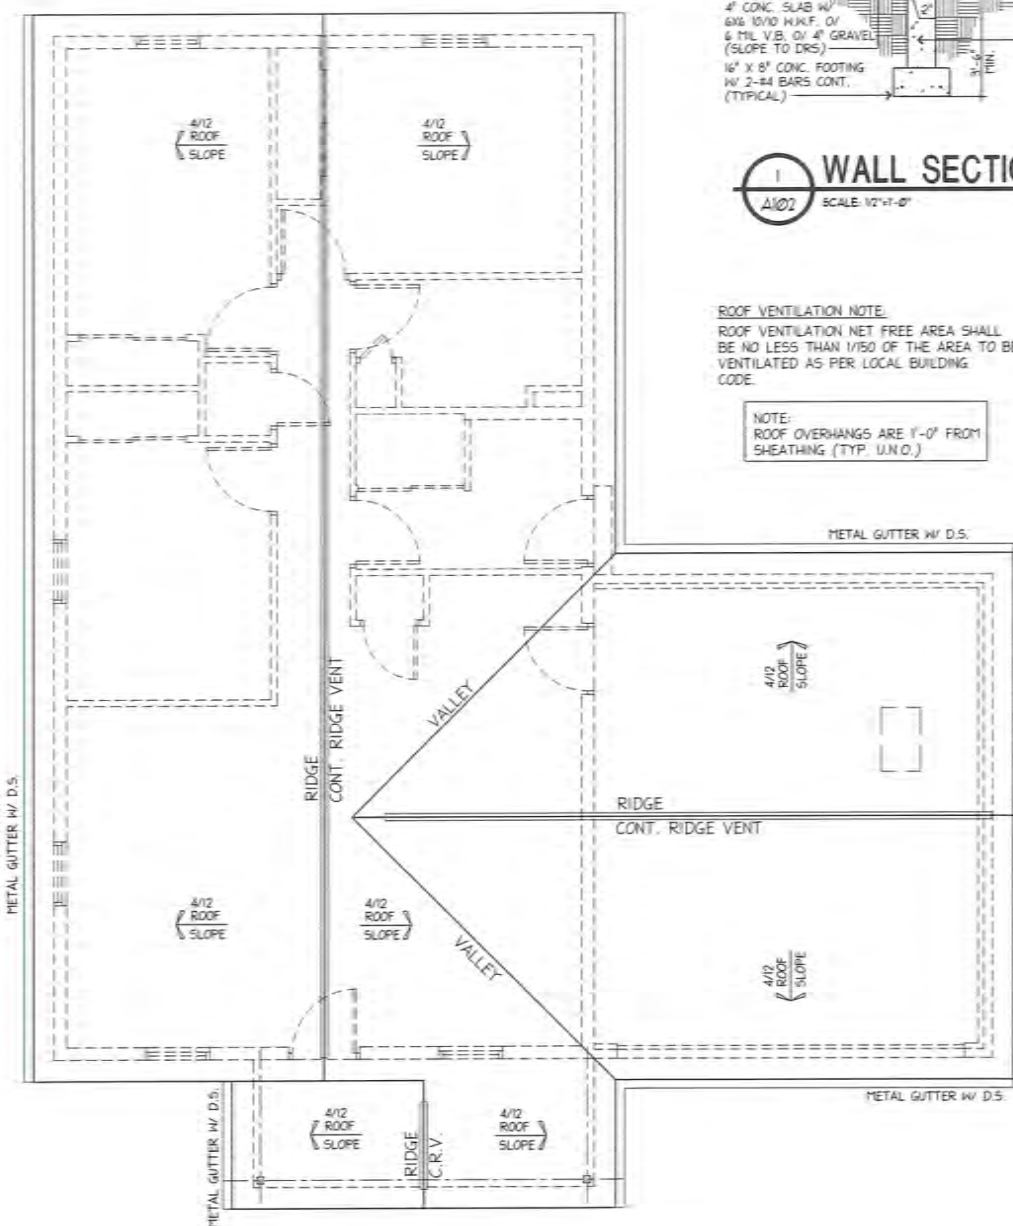 4" CONC. SLAB W/
6X6 10/10 W.W.F. O/
6 MIL V.B. O/ 4" GRAVEL
(SLOPE TO DRS)
16" X 8" CONC. FOOTING
W/ 2-#4 BARS CONT.
(TYPICAL)
2"
3'-6"
MIN.
1
A102
WALL SECTIO
SCALE: 1/2"=1'-0"
ROOF VENTILATION NOTE:
ROOF VENTILATION NET FREE AREA SHALL
BE NO LESS THAN 1/150 OF THE AREA TO BE
VENTILATED AS PER LOCAL BUILDING
CODE.
NOTE:
ROOF OVERHANGS ARE 1'-0" FROM
SHEATHING (TYP. U.N.O.)
4/12
ROOF
SLOPE
4/12
ROOF
SLOPE
METAL GUTTER W/ D.S.
4/12
ROOF
SLOPE
VALLEY
RIDGE
CONT. RIDGE VENT
RIDGE
CONT. RIDGE VENT
METAL GUTTER W/ D.S.
4/12
ROOF
SLOPE
4/12
ROOF
SLOPE
VALLEY
4/12
ROOF
SLOPE
METAL GUTTER W/ D.S.
METAL GUTTER W/ D.S.
4/12
ROOF
SLOPE
RIDGE
C.R.V.
4/12
ROOF
SLOPE